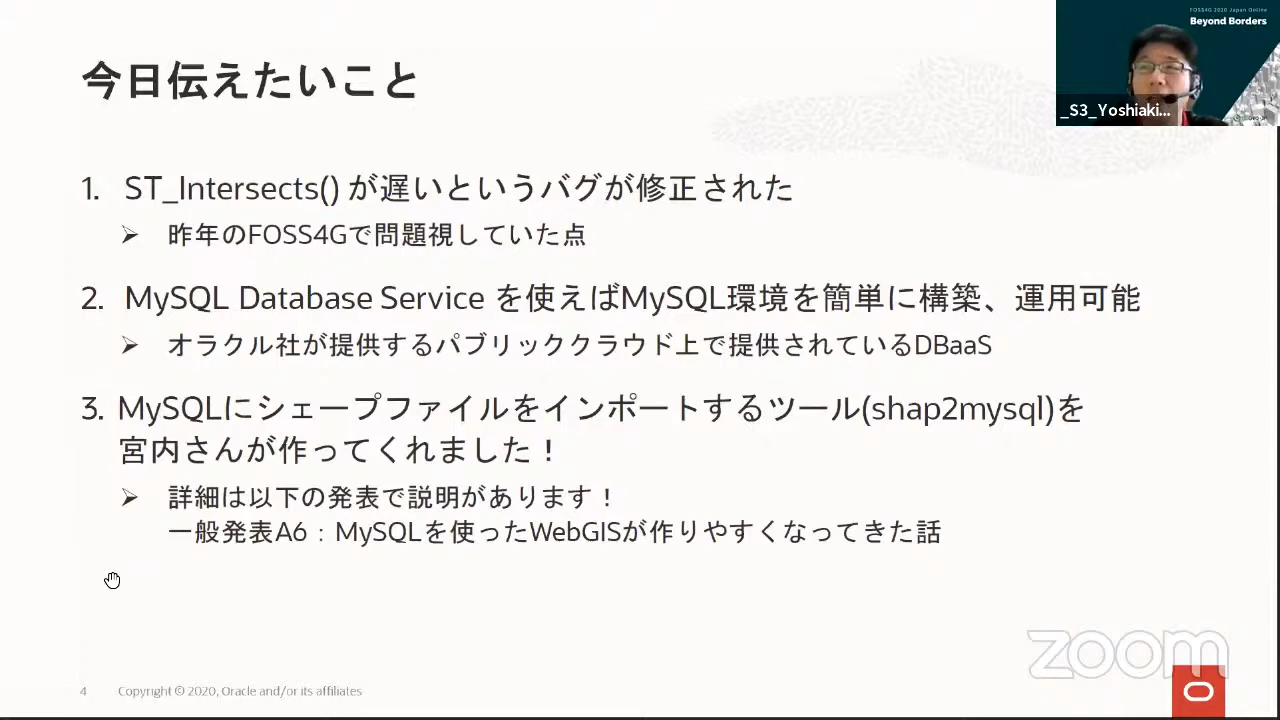 FOSS4G 2020 Japan Online
Beyond Borders
_S3_Yoshiaki...
今日伝えたいこと
1. ST_Intersects() が遅いというバグが修正された
➢ 昨年のFOSS4Gで問題視していた点
2. MySQL Database Service を使えばMySQL環境を簡単に構築、運用可能
➢ オラクル社が提供するパブリッククラウド上で提供されているDBaaS
3. MySQLにシェープファイルをインポートするツール(shap2mysql)を
宮内さんが作ってくれました！
➢ 詳細は以下の発表で説明があります！
一般発表A6：MySQLを使ったWebGISが作りやすくなってきた話
zoom
4 Copyright © 2020, Oracle and/or its affiliates